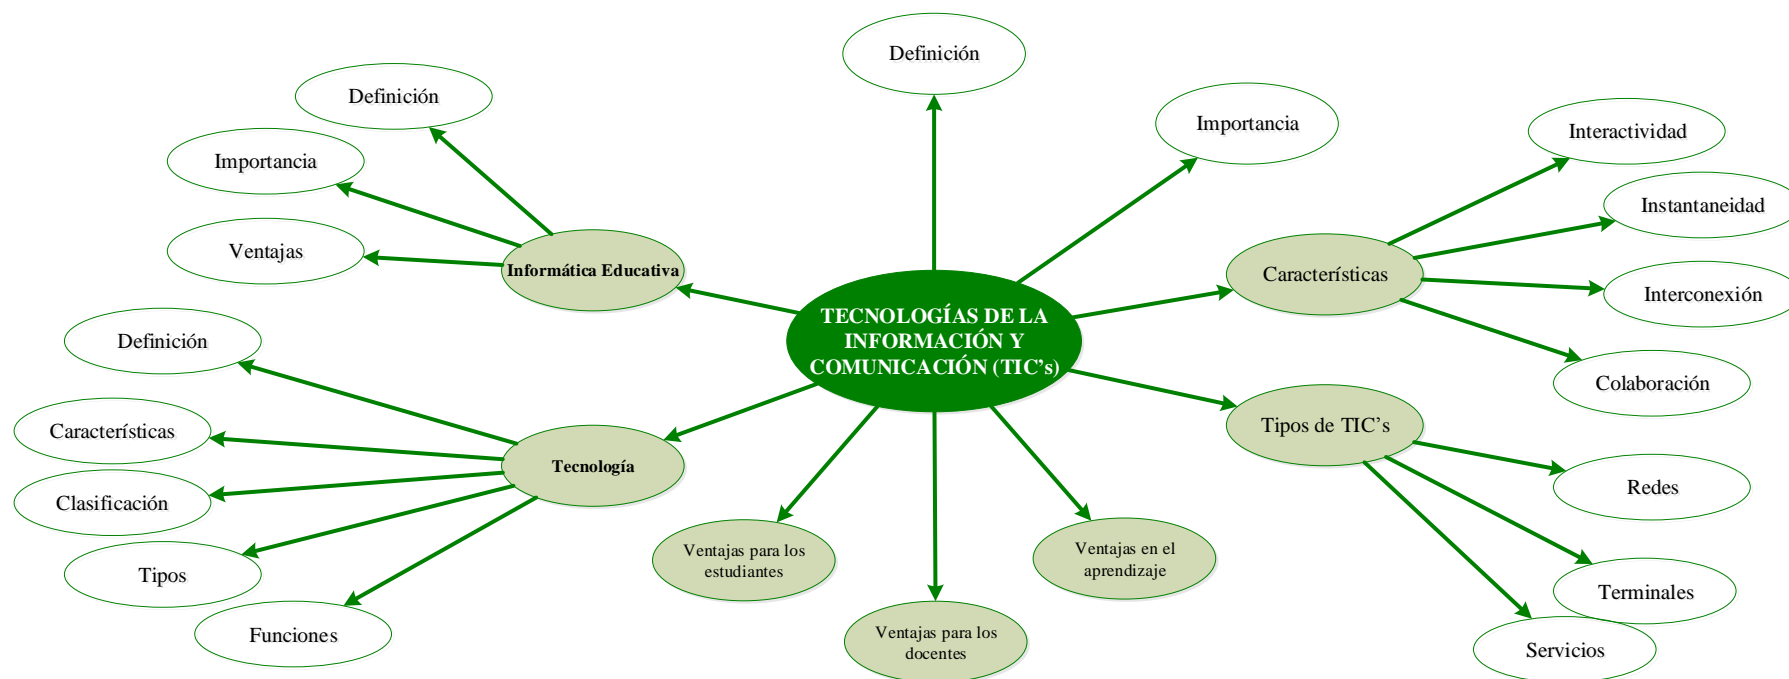 Definición
Definición
Importancia
Importancia
Interactividad
Instantaneidad
Ventajas
Informática Educativa
Características
Interconexión
TECNOLOGÍAS DE LA
INFORMACIÓN Y
COMUNICACIÓN (TIC’s)
Definición
Colaboración
Características
Tipos de TIC’s
Tecnología
Redes
Clasificación
Ventajas para los
estudiantes
Ventajas en el
aprendizaje
Tipos
Terminales
Funciones
Ventajas para los
docentes
Servicios